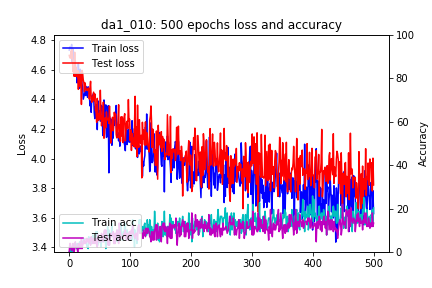 da1_010: 500 epochs loss and accuracy
Train loss
Test loss
Train acc
Test acc
Loss
4.8
4.6
4.4
4.2
4.0
3.8
3.6
3.4
Accuracy
100
80
60
40
20
0
0
100
200
300
400
500